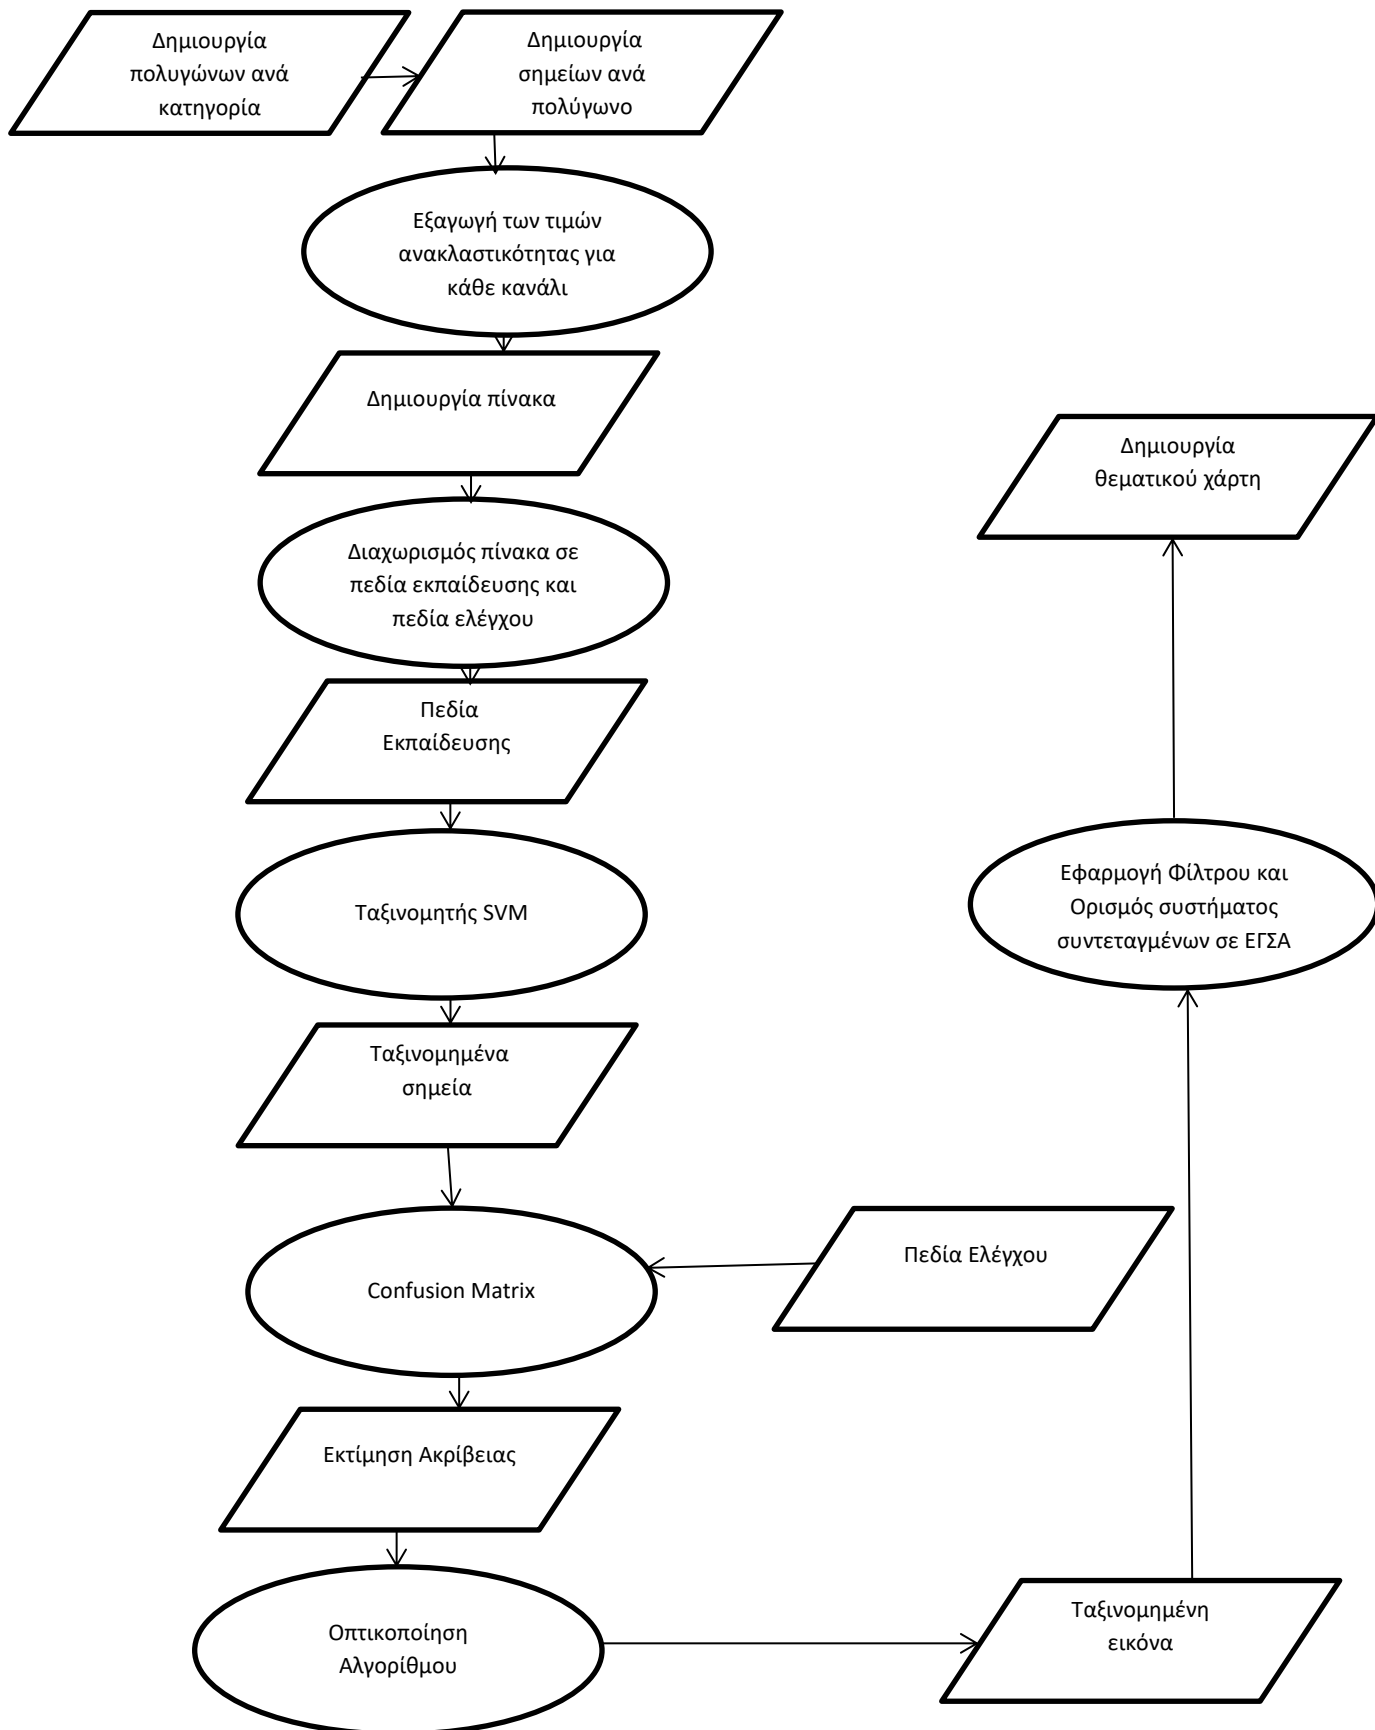 Δημιουργία
πολυγώνων ανά
κατηγορία
Δημιουργία
σημείων ανά
πολύγωνο
Εξαγωγή των τιμών
ανακλαστικότητας για
κάθε κανάλι
Δημιουργία πίνακα
Διαχωρισμός πίνακα σε
πεδία εκπαίδευσης και
πεδία ελέγχου
Πεδία
Εκπαίδευσης
Ταξινομητής SVM
Ταξινομημένα
σημεία
Confusion Matrix
Πεδία Ελέγχου
Εκτίμηση Ακρίβειας
Οπτικοποίηση
Αλγορίθμου
Ταξινομημένη
εικόνα
Εφαρμογή Φίλτρου και
Ορισμός συστήματος
συντεταγμένων σε ΕΓΣΑ
Δημιουργία
θεματικού χάρτη